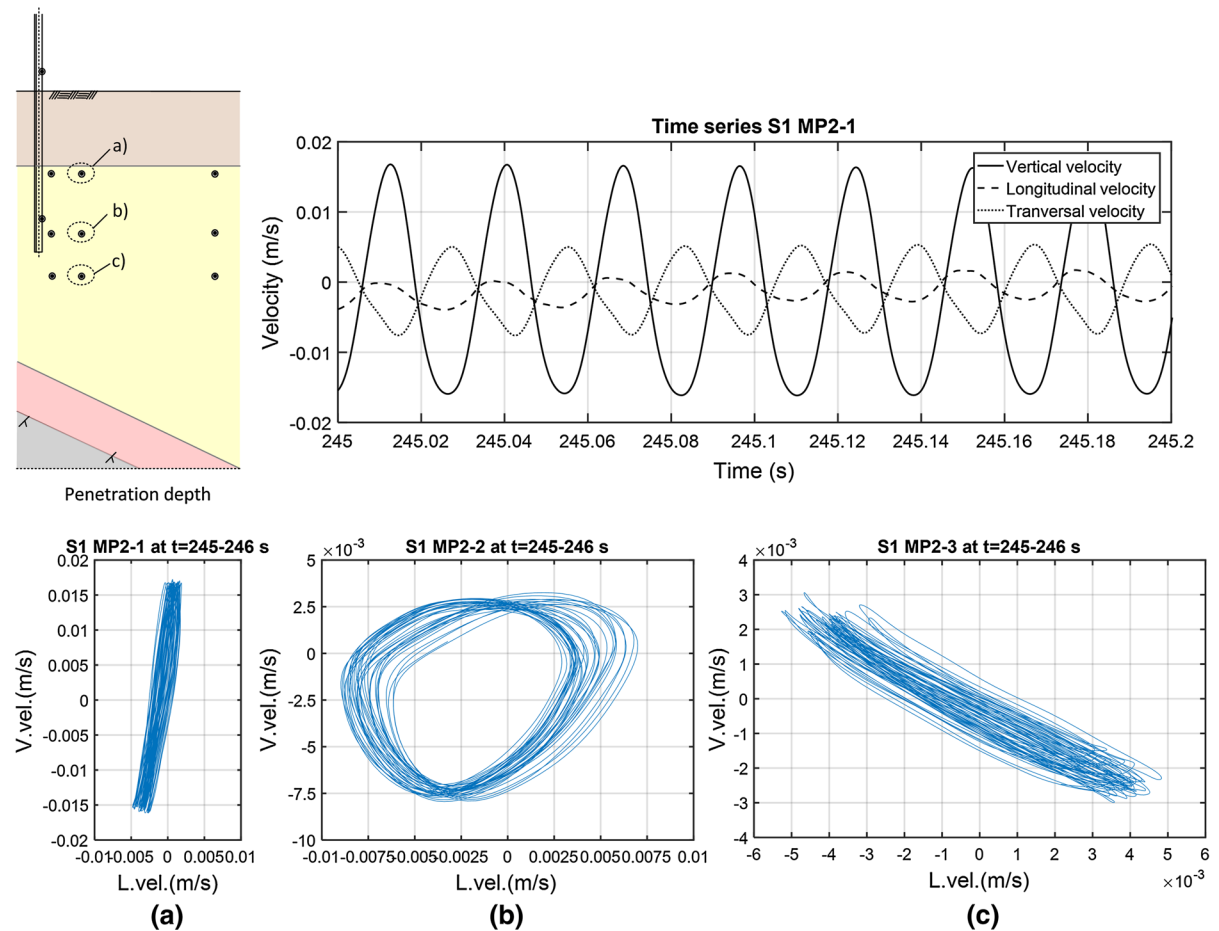 a)
b)
c)
Penetration depth
Time series S1 MP2-1
Velocity (m/s)
0.02
0.01
0
-0.01
-0.02
Vertical velocity
Longitudinal velocity
Tranversal velocity
245 245.02 245.04 245.06 245.08 245.1 245.12 245.14 245.16 245.18 245.2
Time (s)
S1 MP2-1 at t=245-246 s
V.vel.(m/s)
0.02
0.015
0.01
0.005
0
-0.005
-0.01
-0.015
-0.02
-0.01 -0.005 0 0.005 0.01
L.vel.(m/s)
(a)
×10-3
S1 MP2-2 at t=245-246 s
V.vel.(m/s)
5
2.5
0
-2.5
-5
-7.5
-10
-0.01 -0.0075 -0.005 -0.0025 0 0.0025 0.005 0.0075 0.01
L.vel.(m/s)
(b)
×10-3
S1 MP2-3 at t=245-246 s
V.vel.(m/s)
4
3
2
1
0
-1
-2
-3
-4
-6 -5 -4 -3 -2 -1 0 1 2 3 4 5 6
L.vel.(m/s)
×10-3
(c)